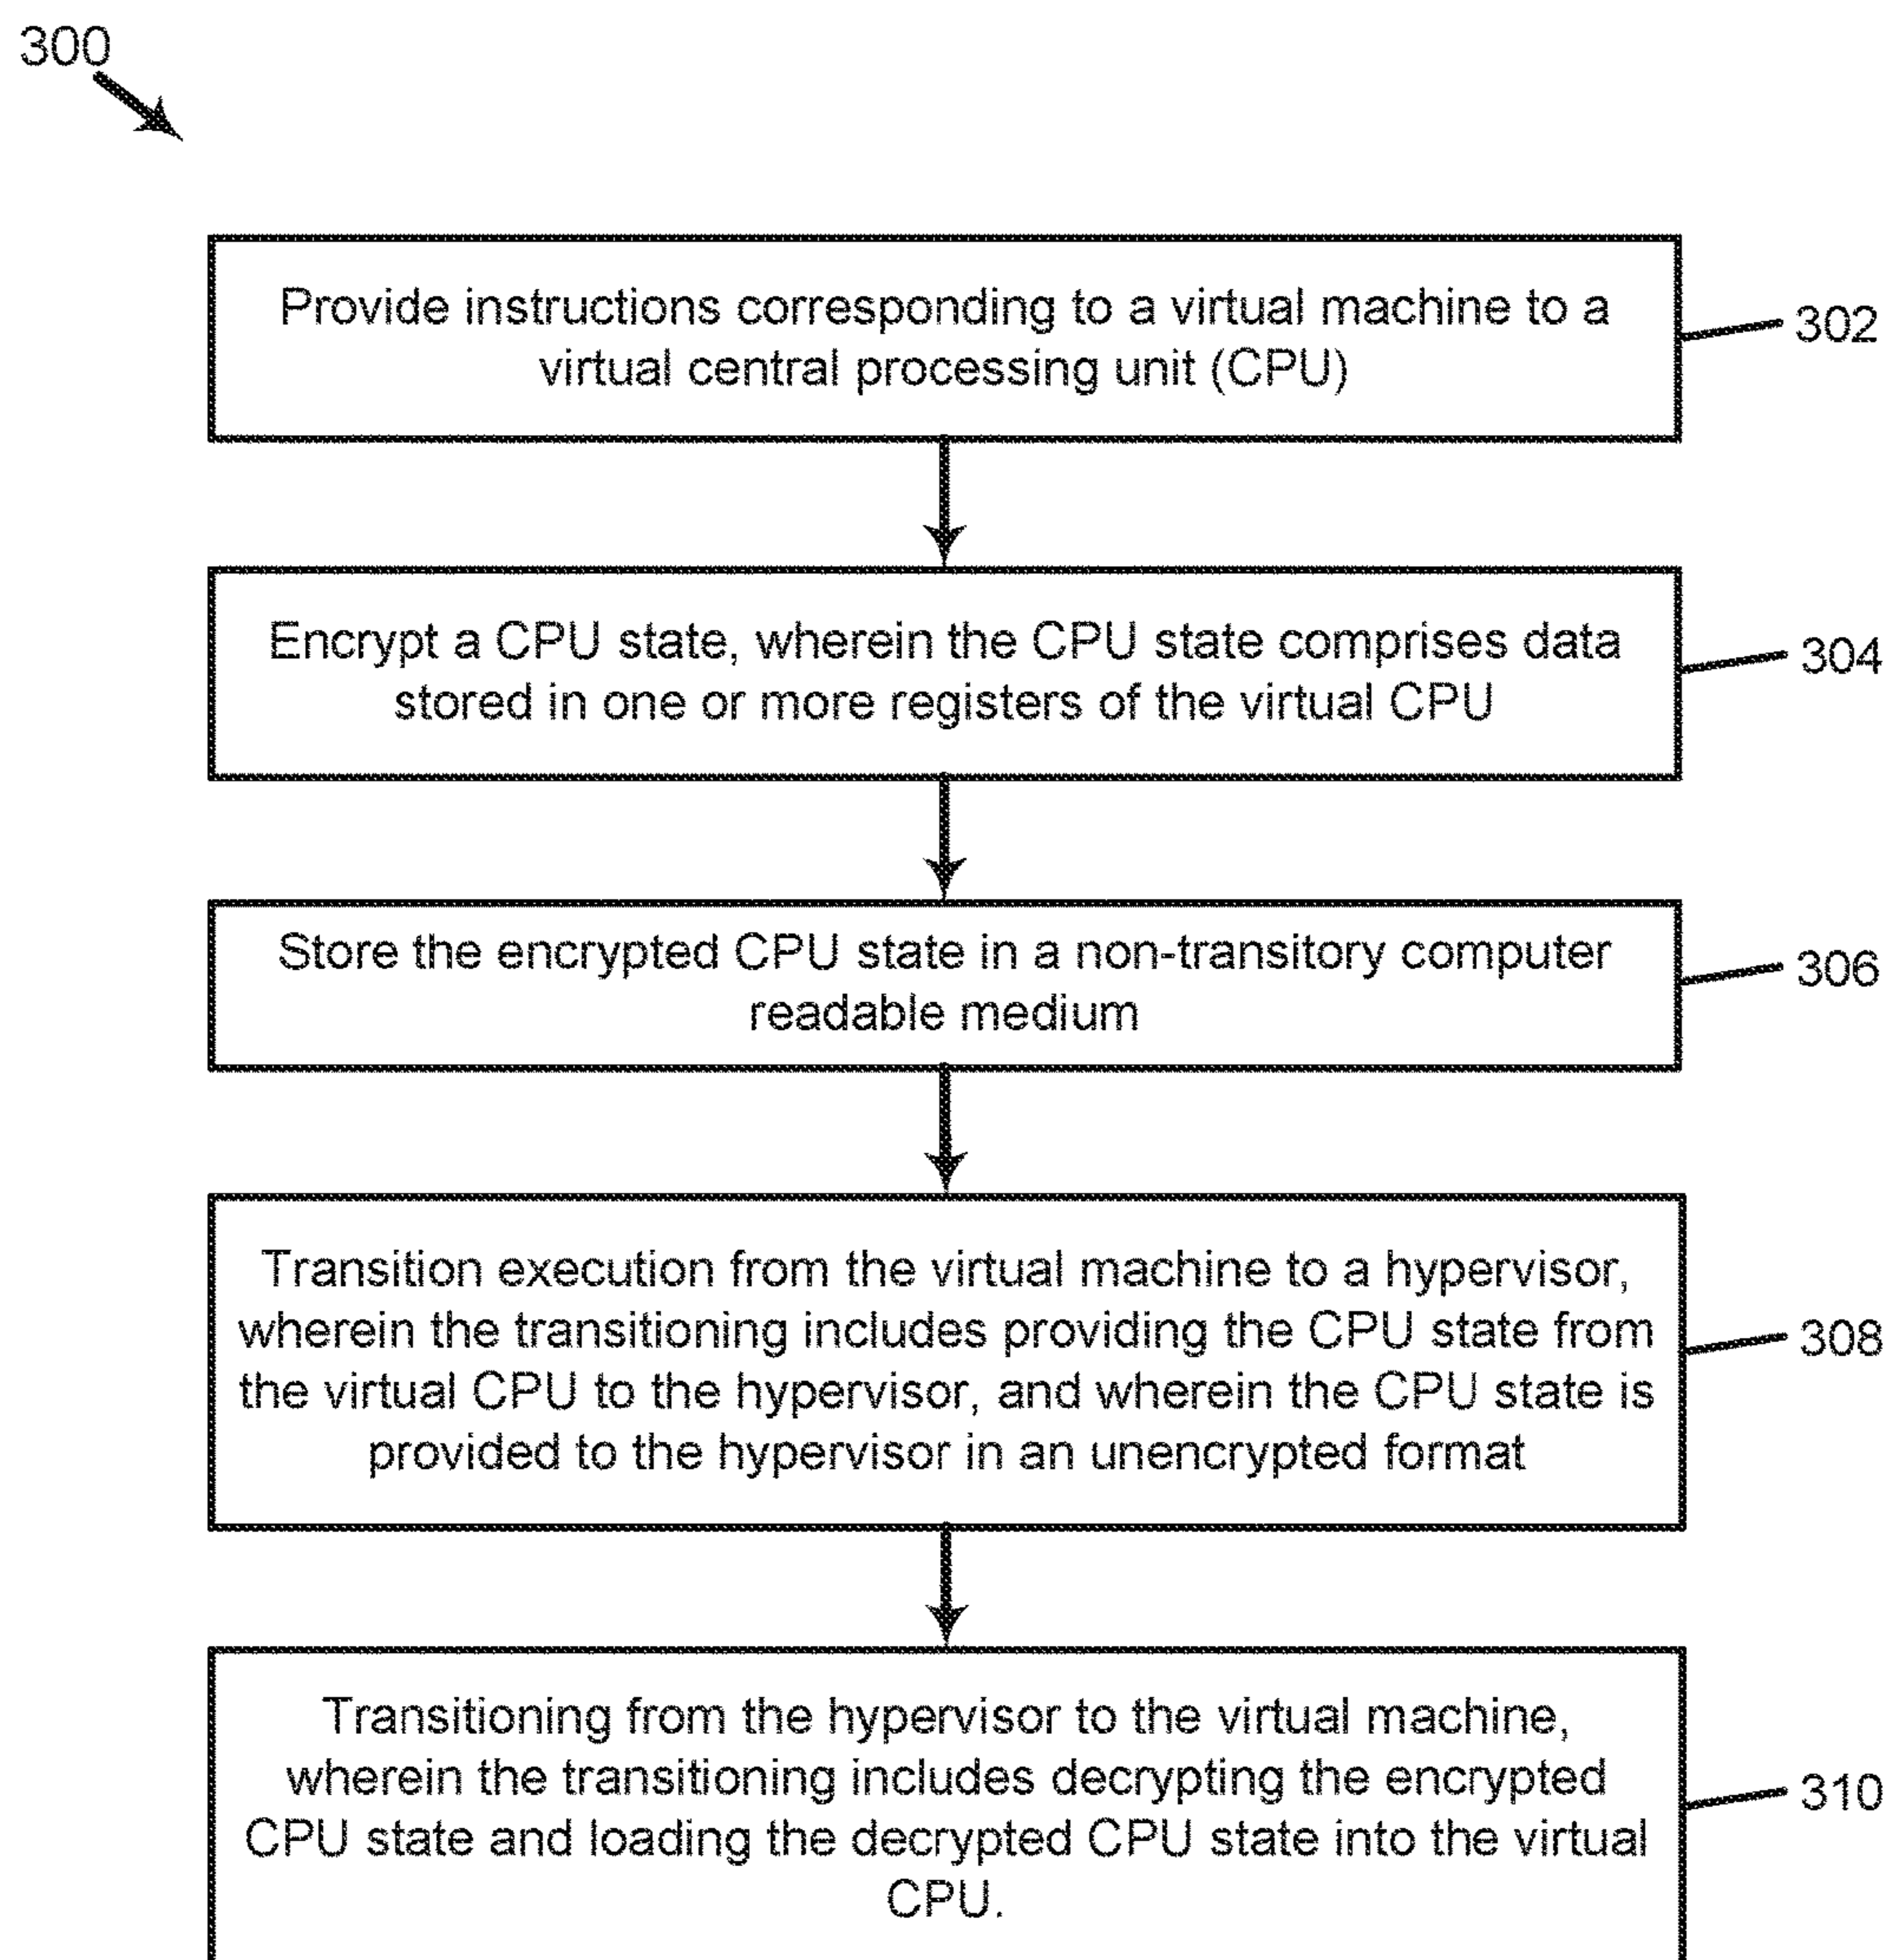 300
Provide instructions corresponding to a virtual machine to a
virtual central processing unit (CPU)
302
Encrypt a CPU state, wherein the CPU state comprises data
stored in one or more registers of the virtual CPU
304
Store the encrypted CPU state in a non-transitory computer
readable medium
306
Transition execution from the virtual machine to a hypervisor,
wherein the transitioning includes providing the CPU state from
the virtual CPU to the hypervisor, and wherein the CPU state is
provided to the hypervisor in an unencrypted format
308
Transitioning from the hypervisor to the virtual machine,
wherein the transitioning includes decrypting the encrypted
CPU state and loading the decrypted CPU state into the virtual
CPU.
310